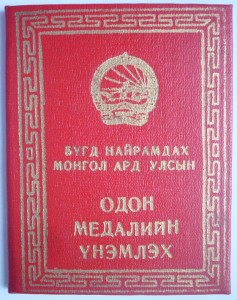 БҮГД НАЙРАМДАХ
МОНГОЛ АРД УЛСЫН
ОДОН
МЕДАЛИЙН
ҮНЭМЛЭХ